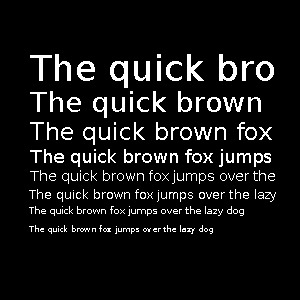 The quick bro
The quick brown
The quick brown fox
The quick brown fox jumps
The quick brown fox jumps over the
The quick brown fox jumps over the lazy
The quick brown fox jumps over the lazy dog
The quick brown fox jumps over the lazy dog